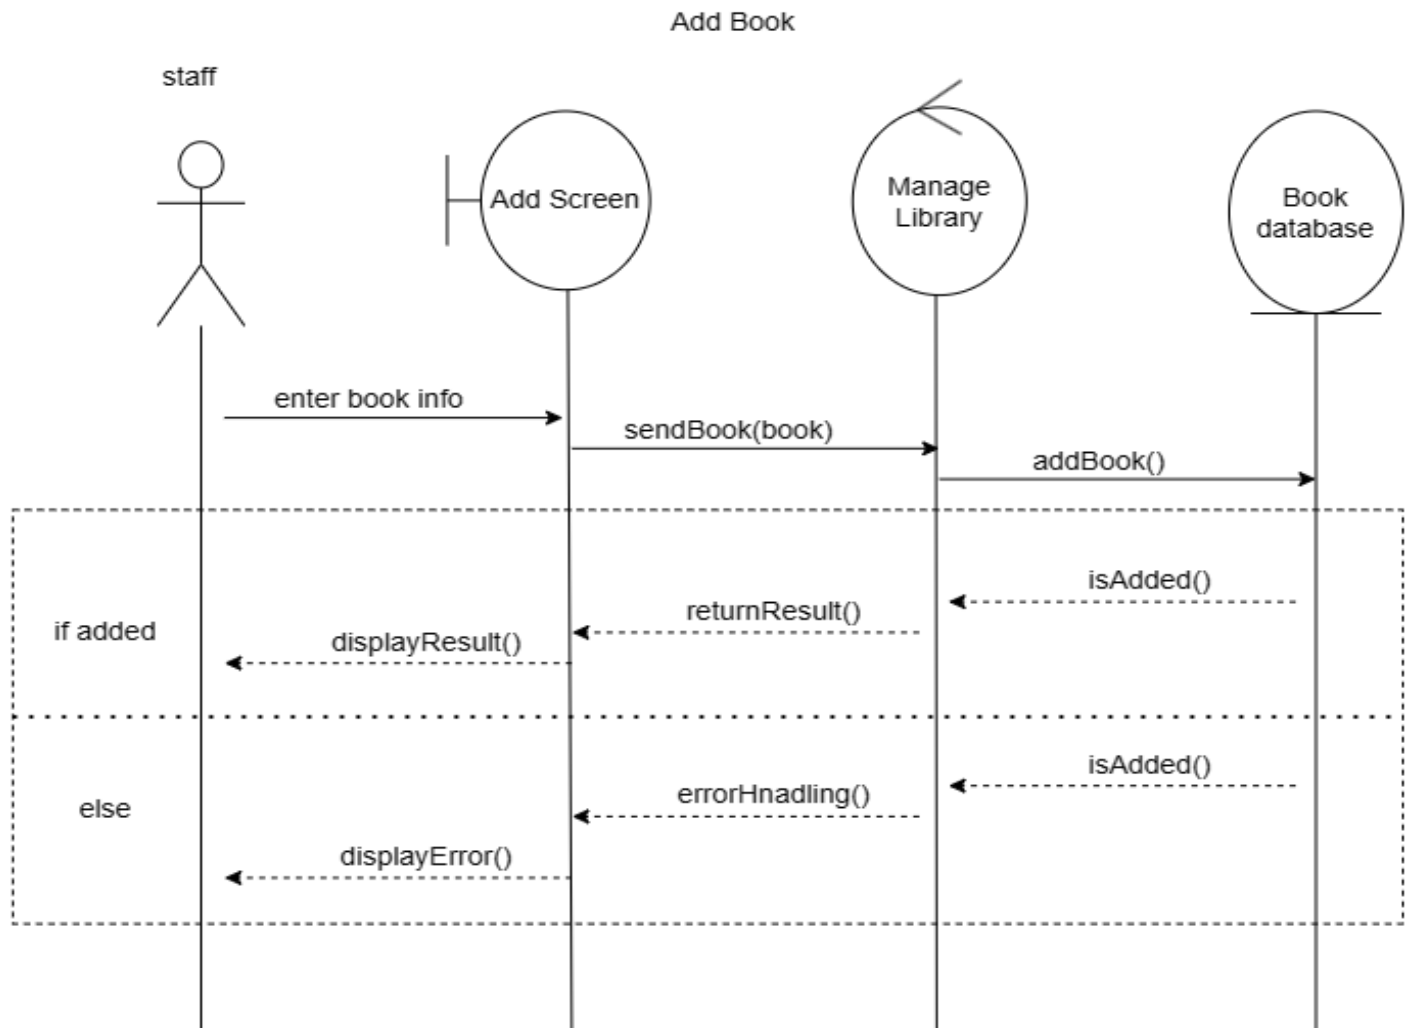 Add Book
staff
Add Screen
Manage
Library
Book
database
enter book info
sendBook(book)
addBook()
isAdded()
returnResult()
if added
displayResult()
isAdded()
errorHnadling()
else
displayError()